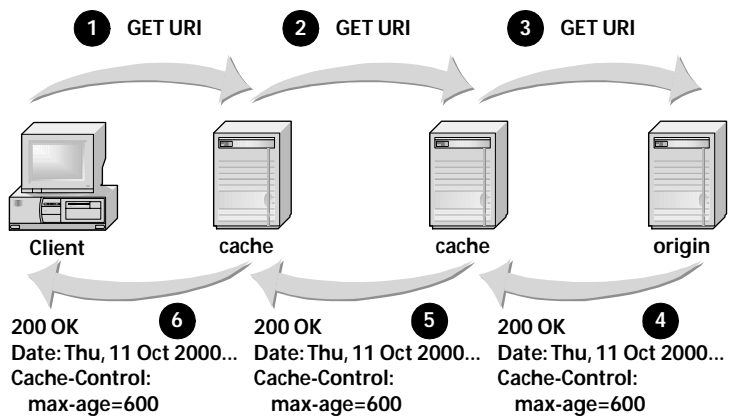 1 GET URI
2 GET URI
3 GET URI
Client
cache
cache
origin
6
200 OK
Date: Thu, 11 Oct 2000...
Cache-Control:
max-age=600
5
200 OK
Date: Thu, 11 Oct 2000...
Cache-Control:
max-age=600
4
200 OK
Date: Thu, 11 Oct 2000...
Cache-Control:
max-age=600